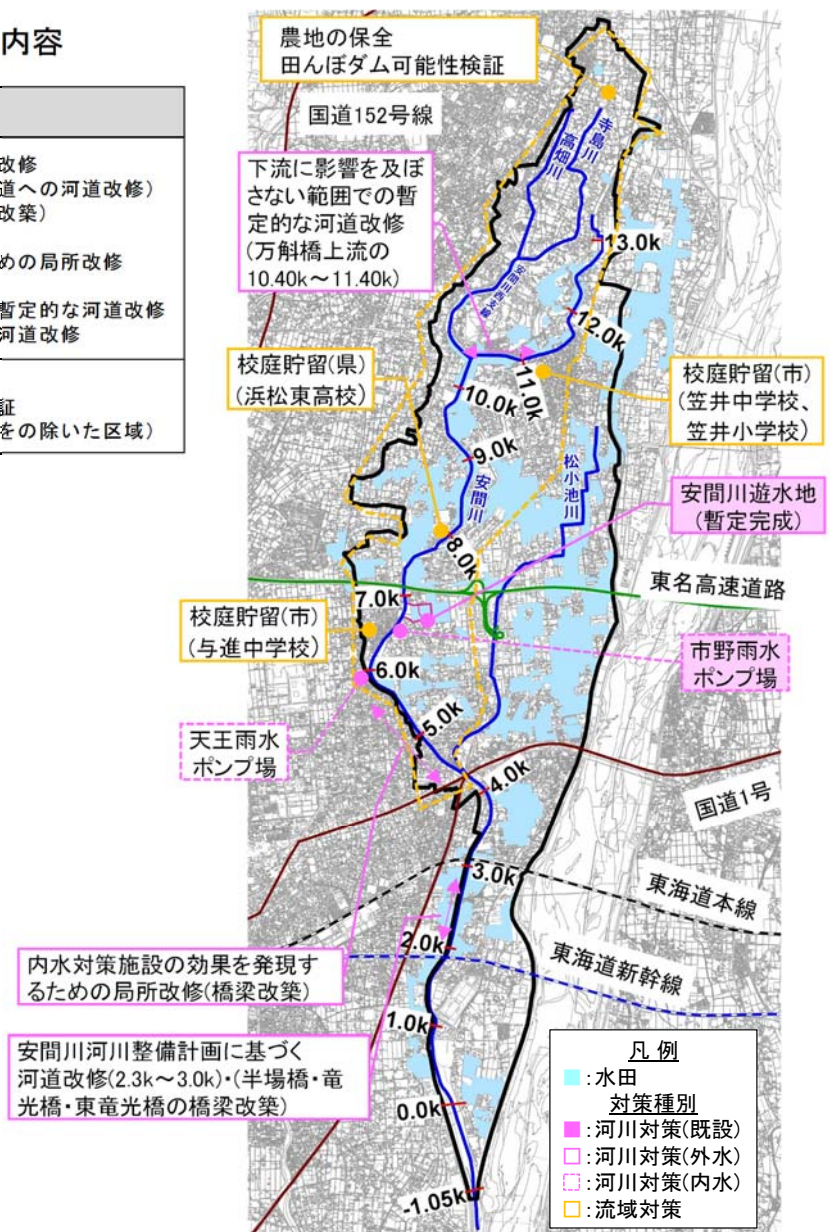 内容
改修
道への河道改修)
改築)
めの局所改修
暫定的な河道改修
河道改修
証
をの除いた区域)
農地の保全
田んぼダム可能性検証
国道152号線
下流に影響を及ぼ
さない範囲での暫
定的な河道改修
(万斛橋上流の
10.40k～11.40k)
寺島川
高畑川
安間川西支線
13.0k
12.0k
11.0k
10.0k
9.0k
校庭貯留(県)
(浜松東高校)
校庭貯留(市)
(笠井中学校、
笠井小学校)
安間川
松小池川
8.0k
安間川遊水地
(暫定完成)
東名高速道路
7.0k
校庭貯留(市)
(与進中学校)
市野雨水
ポンプ場
6.0k
5.0k
天王雨水
ポンプ場
4.0k
国道1号
3.0k
東海道本線
2.0k
東海道新幹線
内水対策施設の効果を発現す
るための局所改修(橋梁改築)
1.0k
安間川河川整備計画に基づく
河道改修(2.3k～3.0k)・(半場橋・竜
光橋・東竜光橋の橋梁改築)
0.0k
-1.05k
凡 例
:水田
対策種別
:河川対策(既設)
:河川対策(外水)
:河川対策(内水)
:流域対策